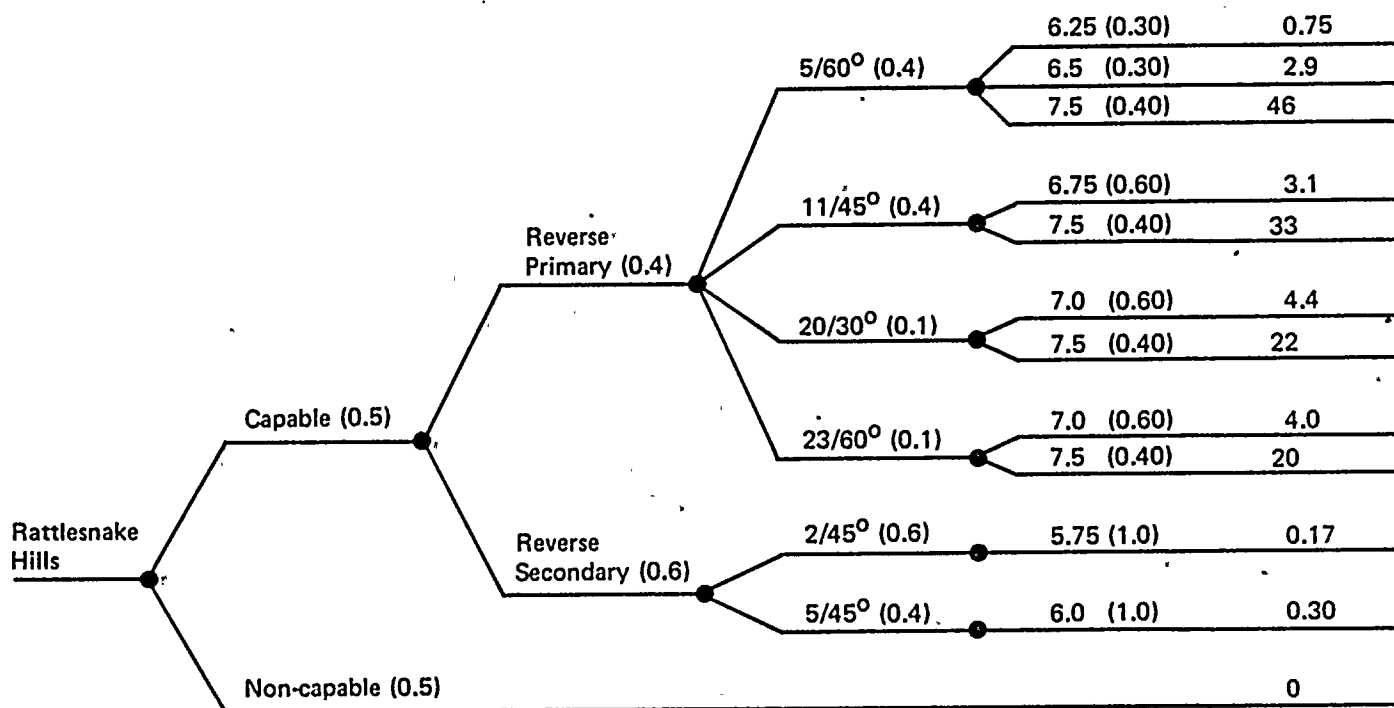 6.25 (0.30) 0.75
5/60° (0.4)
6.5 (0.30) 2.9
7.5 (0.40) 46
6.75 (0.60) 3.1
11/45° (0.4)
7.5 (0.40) 33
Reverse
Primary (0.4)
7.0 (0.60) 4.4
20/30° (0.1)
7.5 (0.40) 22
Capable (0.5)
7.0 (0.60) 4.0
23/60° (0.1)
7.5 (0.40) 20
Rattlesnake
Hills
Reverse
Secondary (0.6)
2/45° (0.6)
5.75 (1.0) 0.17
5/45° (0.4)
6.0 (1.0) 0.30
Non-capable (0.5)
0